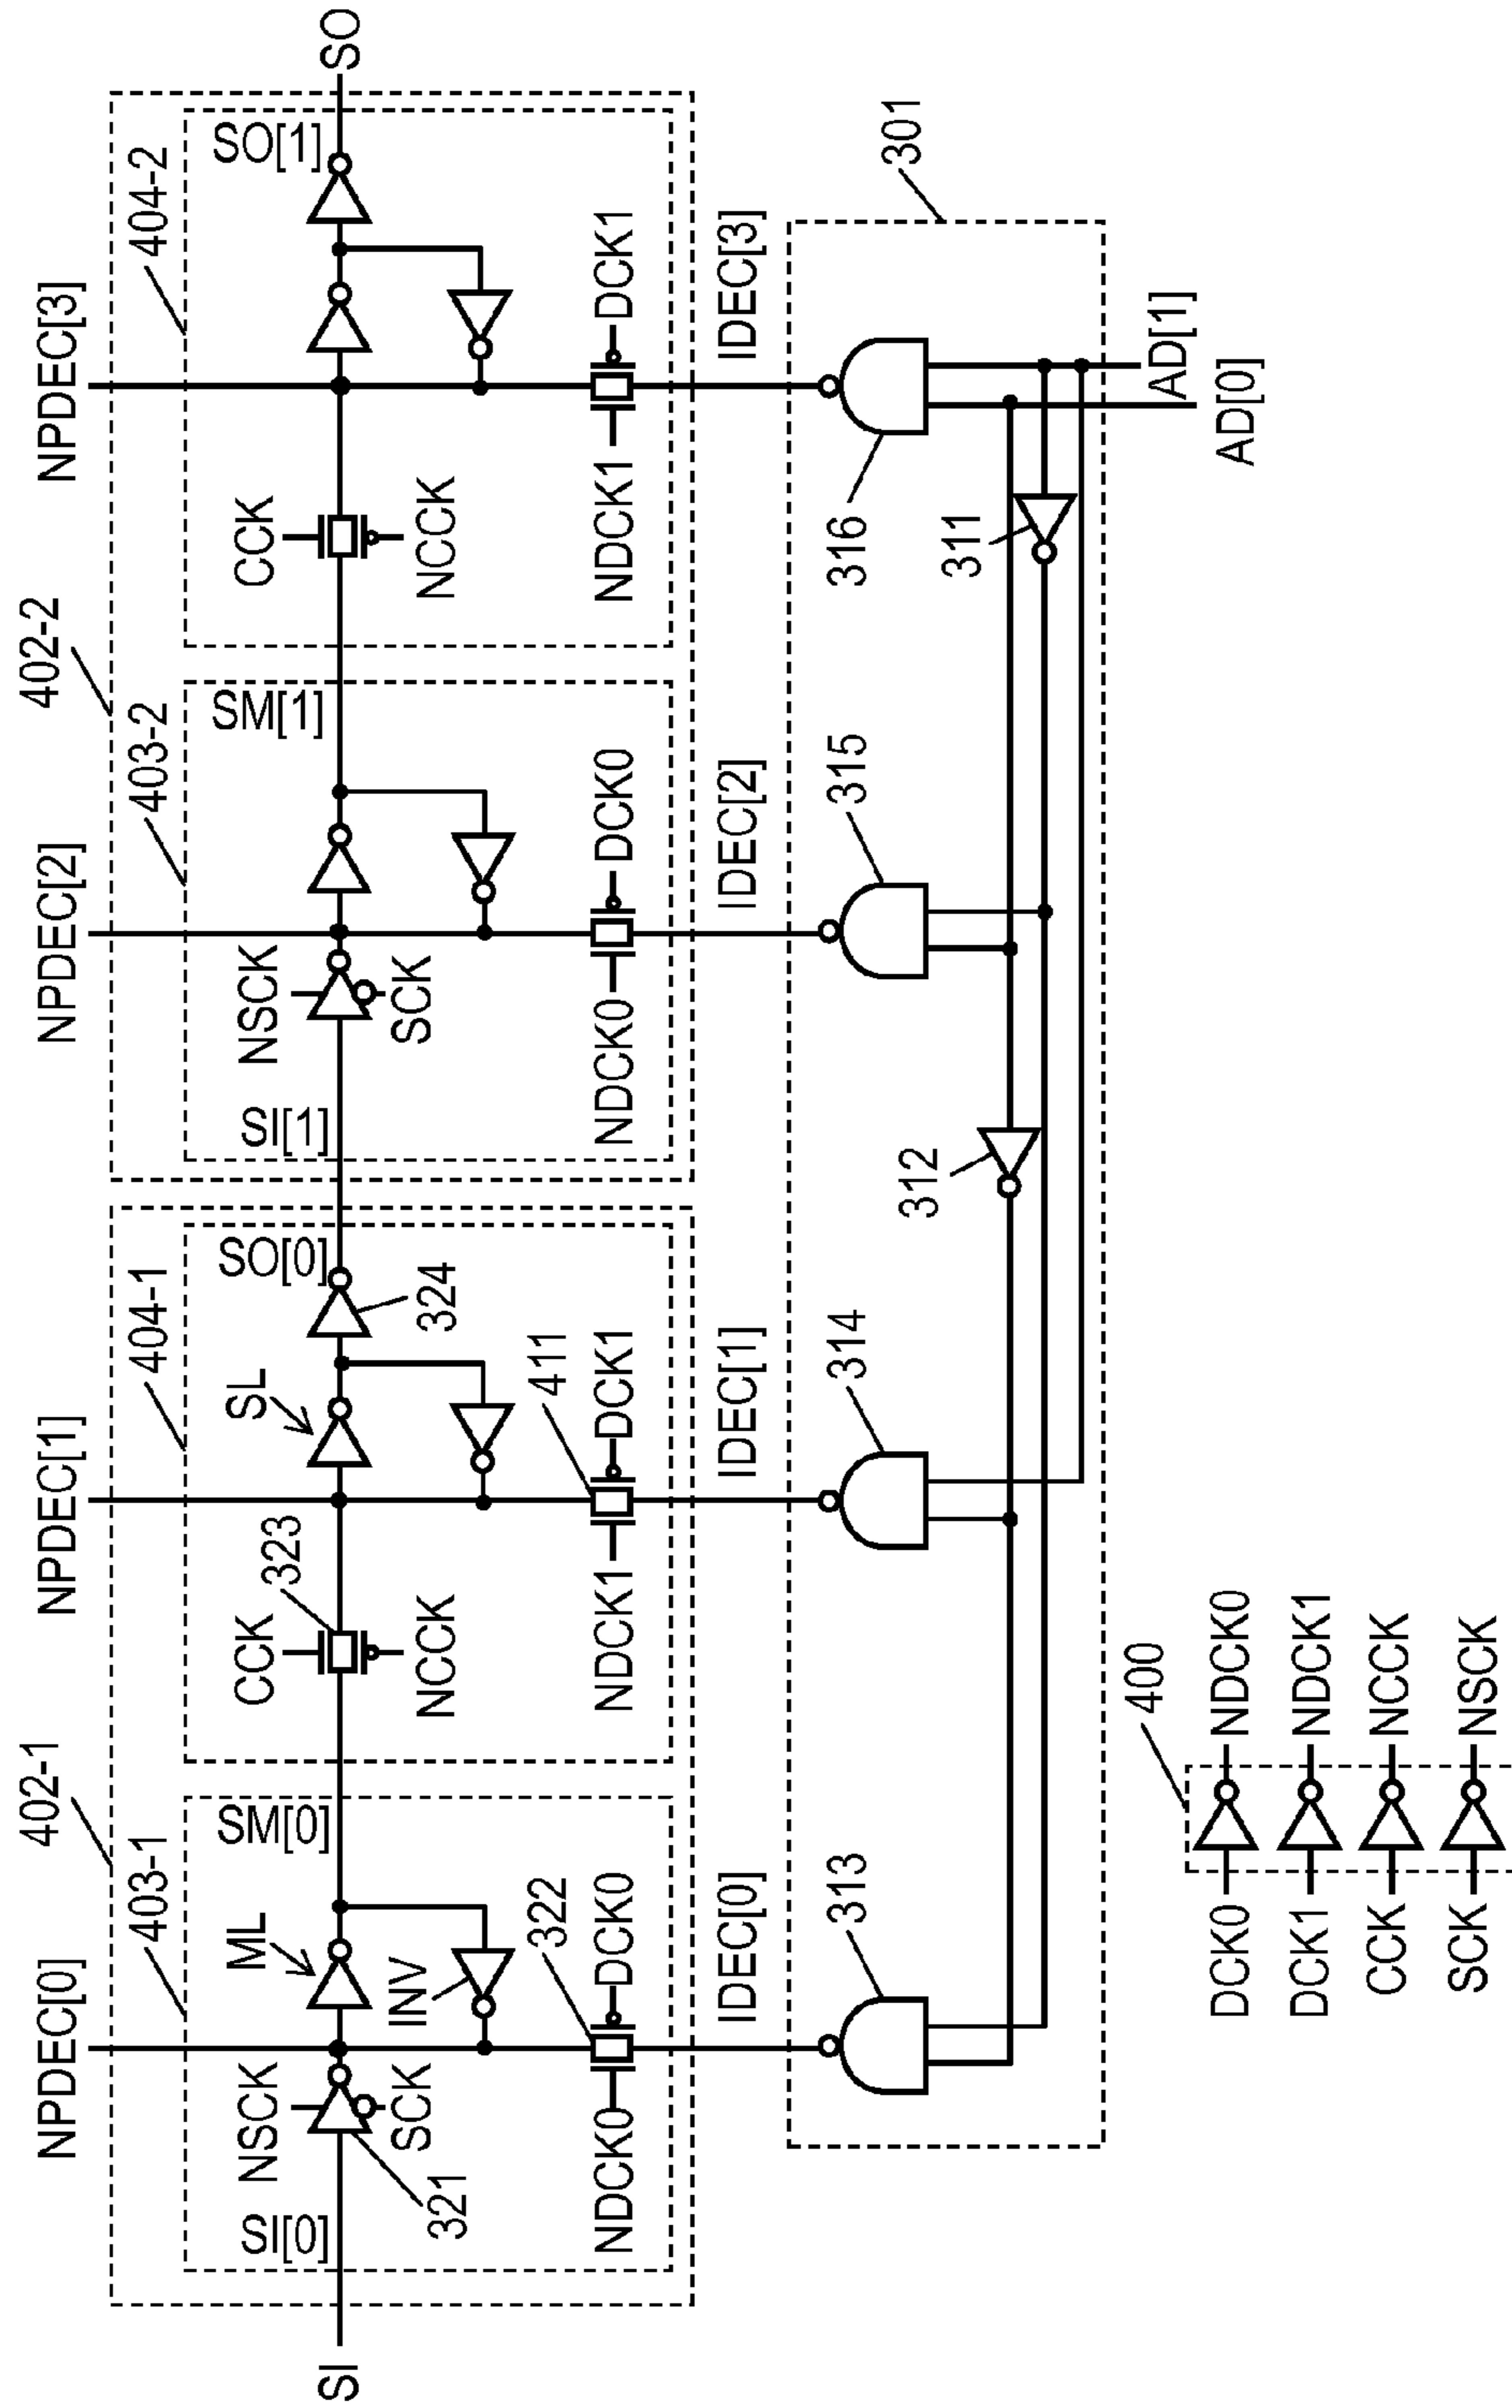 402-1
402-2
403-1
404-1
403-2
404-2
NPDEC[0]
NPDEC[1]
NPDEC[2]
NPDEC[3]
SI
SI[0]
NSCK
SCK
321
ML
INV
SM[0]
322
NDCK0
DCK0
CCK
323
NCCK
SL
324
SO[0]
411
NDCK1
DCK1
SI[1]
NSCK
SCK
SM[1]
NDCK0
DCK0
CCK
NCCK
SO[1]
NDCK1
DCK1
SO
IDEC[0]
IDEC[1]
IDEC[2]
IDEC[3]
313
314
315
316
301
312
311
AD[1]
AD[0]
400
DCK0
NDCK0
DCK1
NDCK1
CCK
NCCK
SCK
NSCK